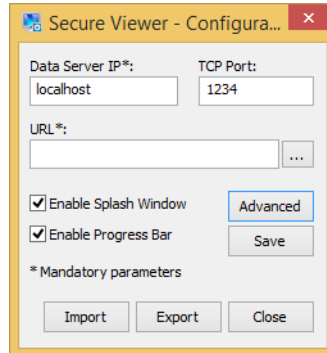 Secure Viewer - Configura...
Data Server IP*: TCP Port:
localhost 1234
URL*:
...
Enable Splash Window Advanced
Enable Progress Bar Save
* Mandatory parameters
Import Export Close